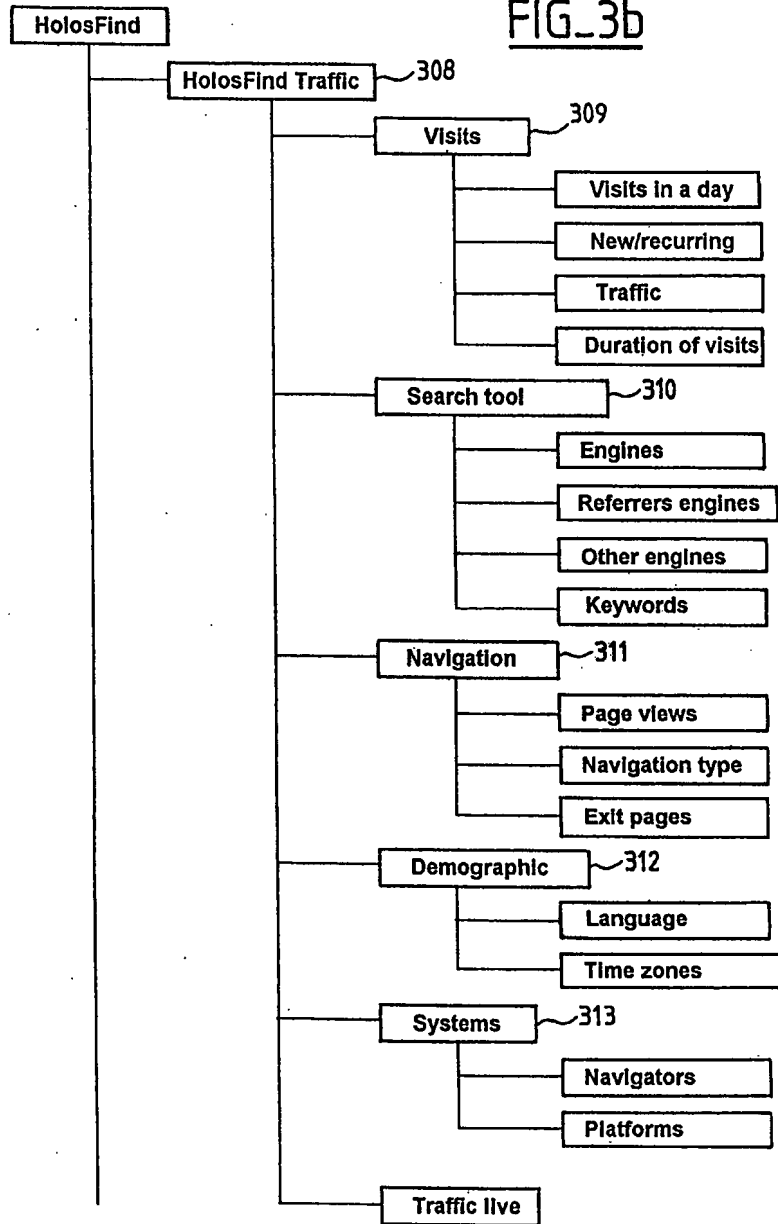 FIG_3b
HolosFind
HolosFind Traffic 308
Visits 309
Visits in a day
New/recurring
Traffic
Duration of visits
Search tool 310
Engines
Referrers engines
Other engines
Keywords
Navigation 311
Page views
Navigation type
Exit pages
Demographic 312
Language
Time zones
Systems 313
Navigators
Platforms
Traffic live